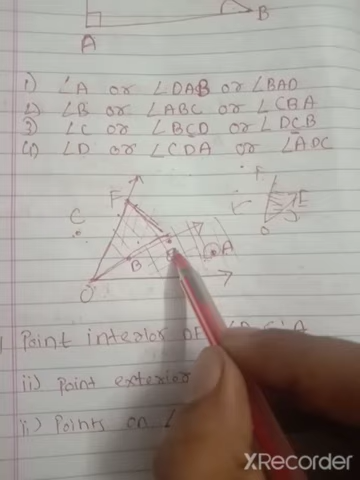 B
A
i) ∠A or ∠DAB or ∠BAD
2) ∠B or ∠ABC or ∠CBA
3) ∠C or ∠BCD or ∠DCB
4) ∠D or ∠CDA or ∠ADC
F
C
E
B
A
O
Point interior of
ii) Point exterior
ii) Points on ∠
XRecorder